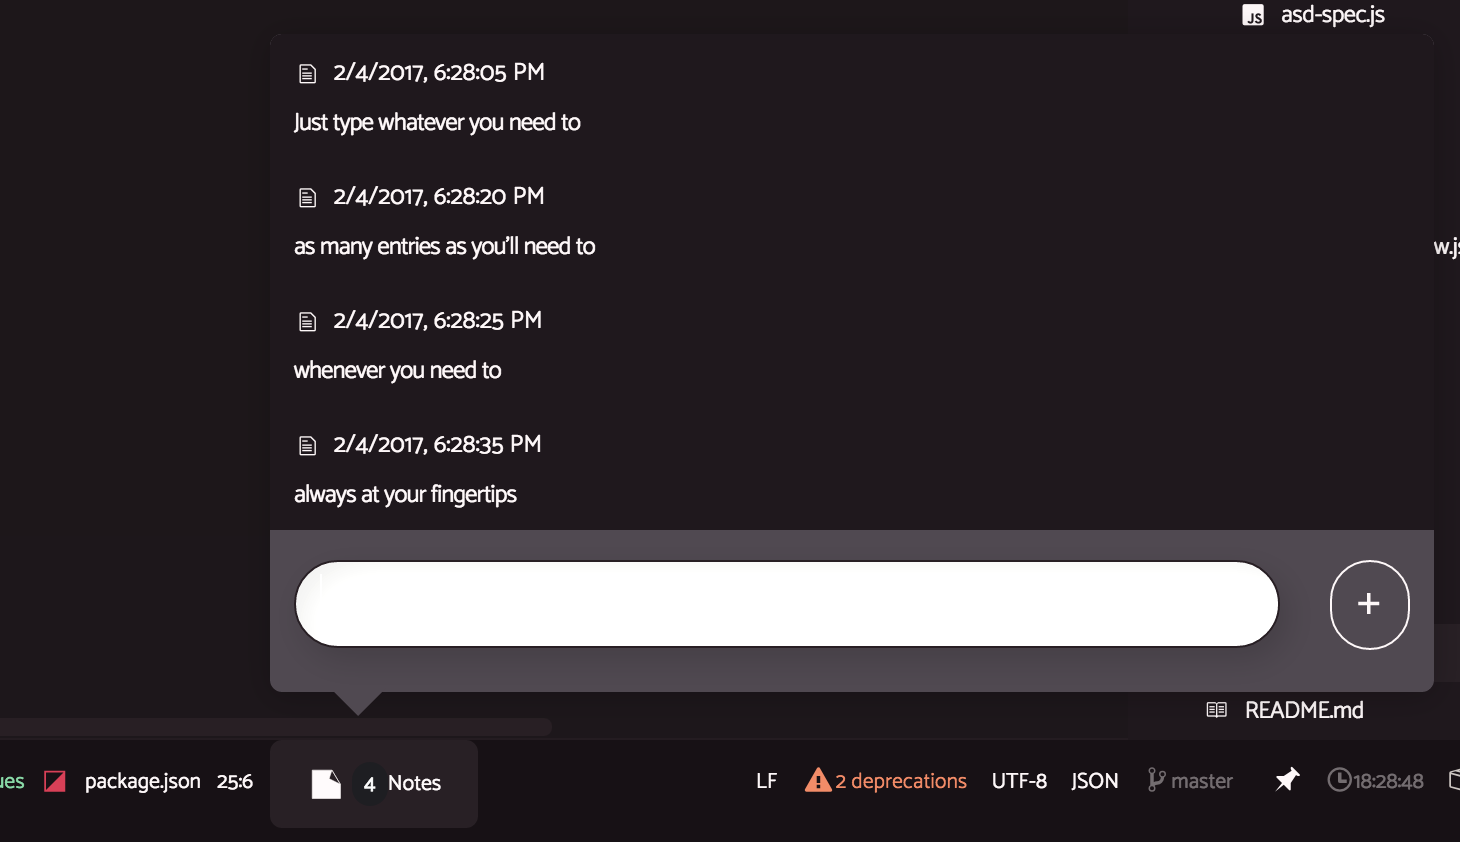 JS asd-spec.js
2/4/2017, 6:28:05 PM
Just type whatever you need to
2/4/2017, 6:28:20 PM
as many entries as you'll need to
w.js
2/4/2017, 6:28:25 PM
whenever you need to
2/4/2017, 6:28:35 PM
always at your fingertips
+
README.md
ues package.json 25:6 4 Notes LF 2 deprecations UTF-8 JSON master 18:28:48